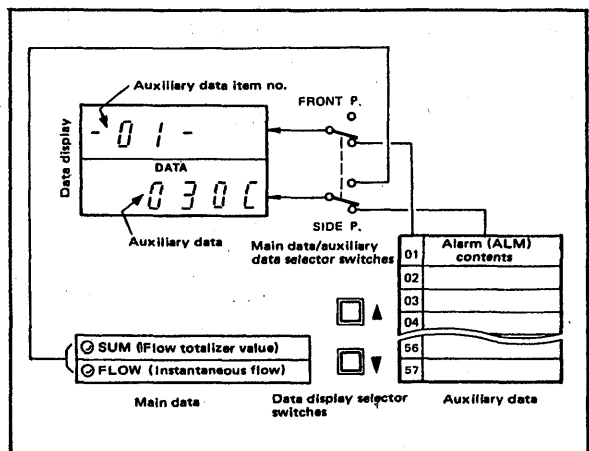 Auxiliary data item no.
FRONT P.
Data display
- 01 -
DATA
030C
Auxiliary data
SIDE P.
Main data/auxiliary
data selector switches
01 Alarm (ALM)
contents
02
03
04
56
57
SUM (Flow totalizer value)
FLOW (Instantaneous flow)
Main data
Data display selector
switches
Auxiliary data